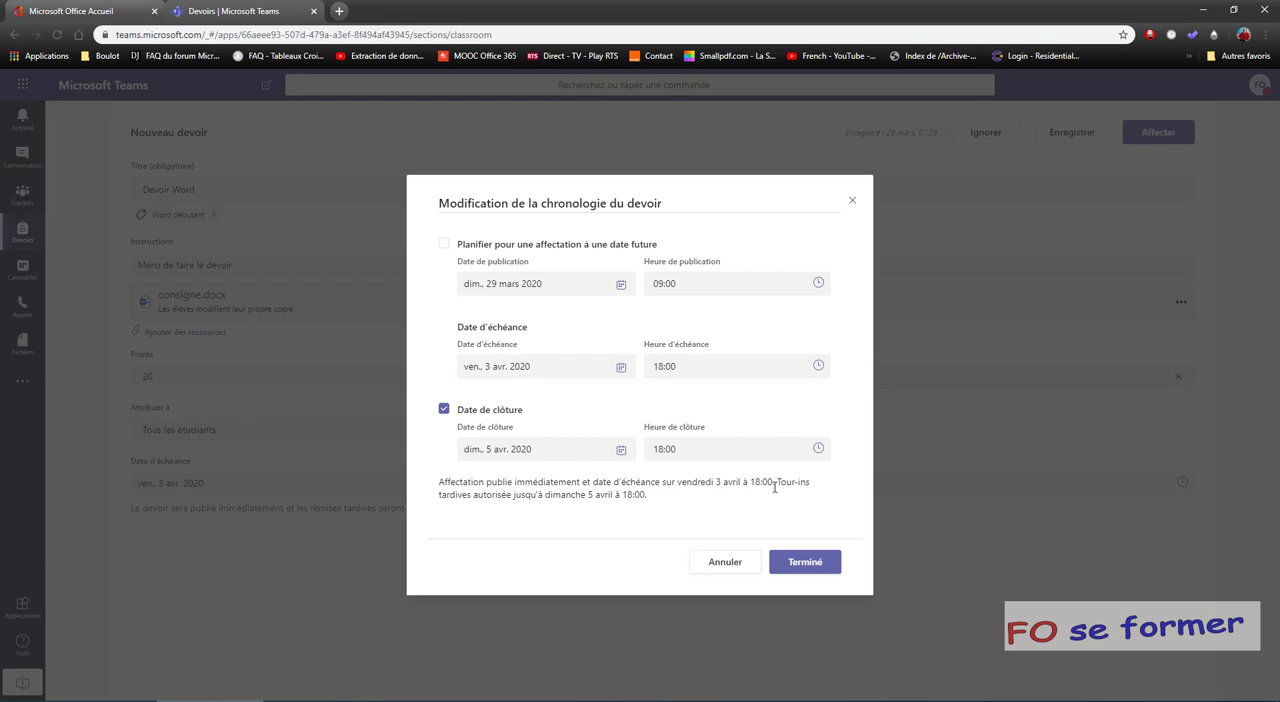 Microsoft Office Accueil
Devoirs | Microsoft Teams
teams.microsoft.com/_#/apps/66aeee93-507d-479a-a3ef-8f494af43945/sections/classroom
Applications
Boulot
FAQ du forum Micr...
FAQ - Tableaux Croi...
Extraction de donn...
MOOC Office 365
RTS Direct - TV - Play RTS
Contact
Smallpdf.com - La S...
French - YouTube -...
Index de /Archive-...
Login - Residential...
»
Autres favoris
Microsoft Teams
Recherchez ou tapez une commande
FO
Activité
Conversation
Équipes
Devoirs
Calendrier
Appels
Fichiers
Applications
Aide
Nouveau devoir
Enregistré : 28 mars, 07:23
Ignorer
Enregistrer
Affecter
Titre (obligatoire)
Devoir Word
Word débutant
Instructions
Merci de faire le devoir
consigne.docx
Les élèves modifient leur propre copie
Ajouter des ressources
Points
20
Attribuer à
Tous les étudiants
Date d'échéance
ven., 3 avr. 2020
Le devoir sera publié immédiatement et les remises tardives seront
Modification de la chronologie du devoir
Planifier pour une affectation à une date future
Date de publication
Heure de publication
dim., 29 mars 2020
09:00
Date d'échéance
Date d'échéance
Heure d'échéance
ven., 3 avr. 2020
18:00
Date de clôture
Date de clôture
Heure de clôture
dim., 5 avr. 2020
18:00
Affectation publie immédiatement et date d'échéance sur vendredi 3 avril à 18:00. Tour-ins
tardives autorisée jusqu'à dimanche 5 avril à 18:00.
Annuler
Terminé
FO se former